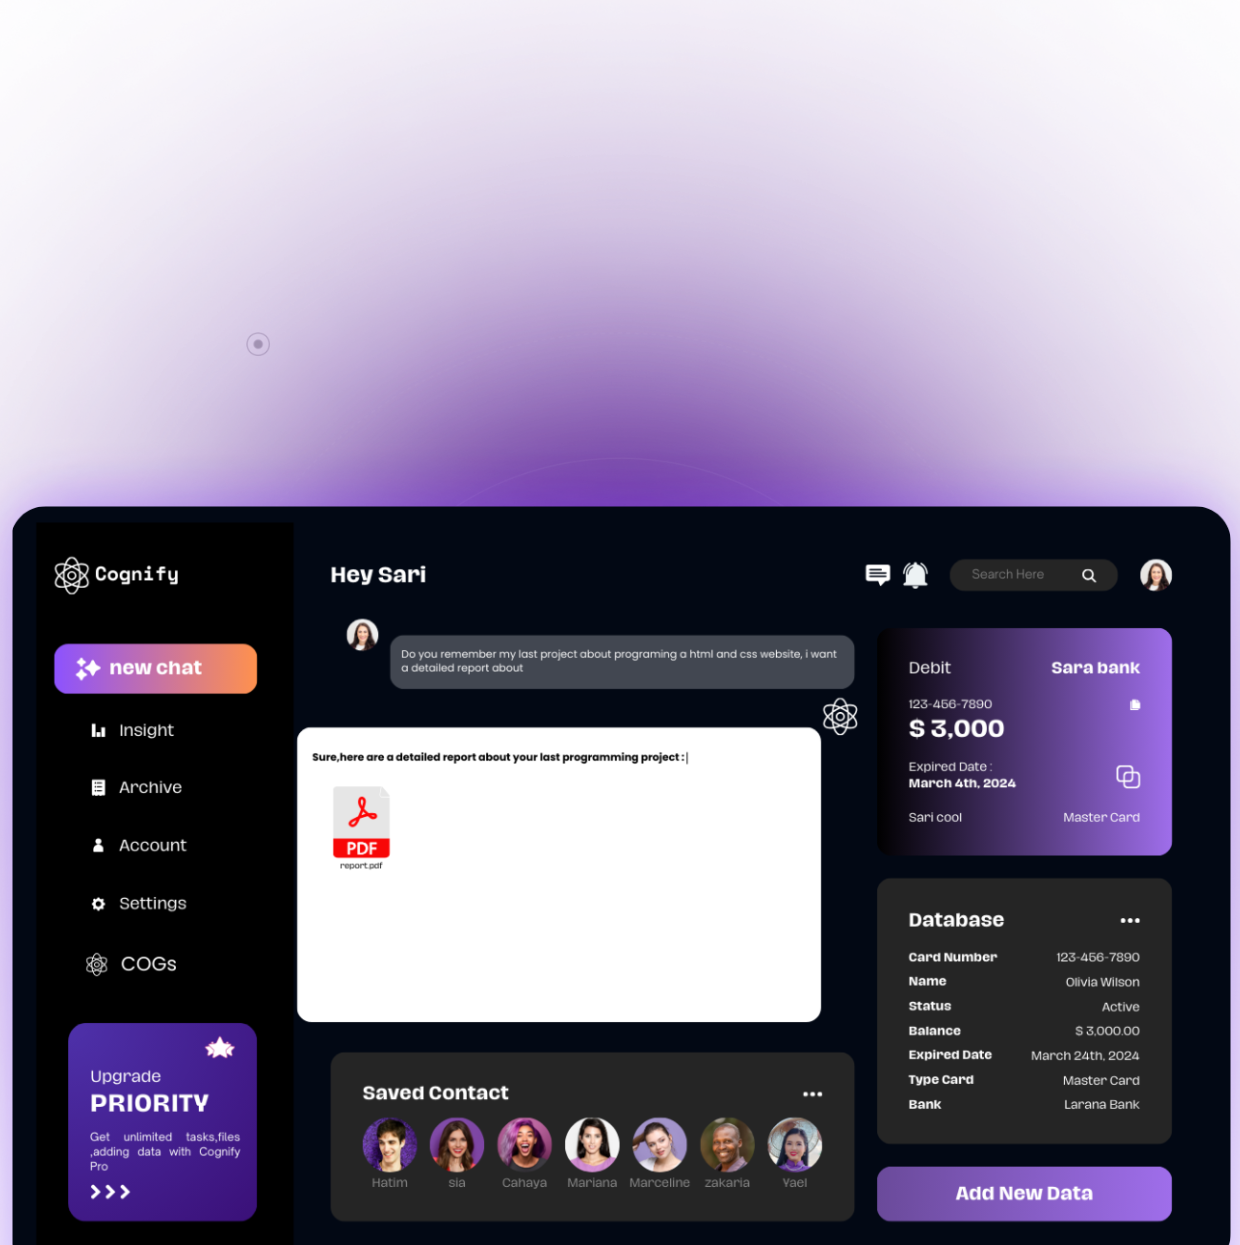 Cognify
new chat
Insight
Archive
Account
Settings
COGs
Upgrade
PRIORITY
Get unlimited tasks,files
,adding data with Cognify
Pro
Hey Sari
Search Here
Do you remember my last project about programing a html and css website, i want
a detailed report about
Sure,here are a detailed report about your last programming project :|
PDF
report.pdf
Saved Contact
Hatim sia Cahaya Mariana Marceline zakaria Yael
Debit Sara bank
123-456-7890
$ 3,000
Expired Date :
March 4th, 2024
Sari cool Master Card
Database
Card Number 123-456-7890
Name Olivia Wilson
Status Active
Balance $ 3,000.00
Expired Date March 24th, 2024
Type Card Master Card
Bank Larana Bank
Add New Data